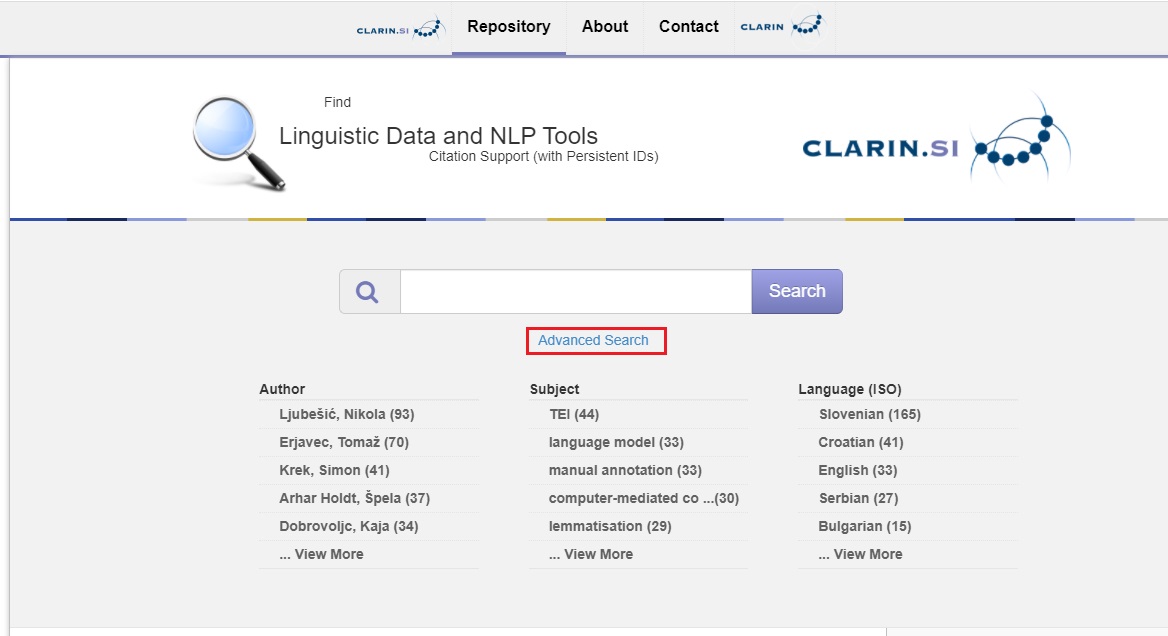 CLARIN.SI Repository About Contact CLARIN
Find
Linguistic Data and NLP Tools
Citation Support (with Persistent IDs)
CLARIN.SI
Search
Advanced Search
Author
Ljubešić, Nikola (93)
Erjavec, Tomaž (70)
Krek, Simon (41)
Arhar Holdt, Špela (37)
Dobrovoljc, Kaja (34)
... View More
Subject
TEI (44)
language model (33)
manual annotation (33)
computer-mediated co ...(30)
lemmatisation (29)
... View More
Language (ISO)
Slovenian (165)
Croatian (41)
English (33)
Serbian (27)
Bulgarian (15)
... View More